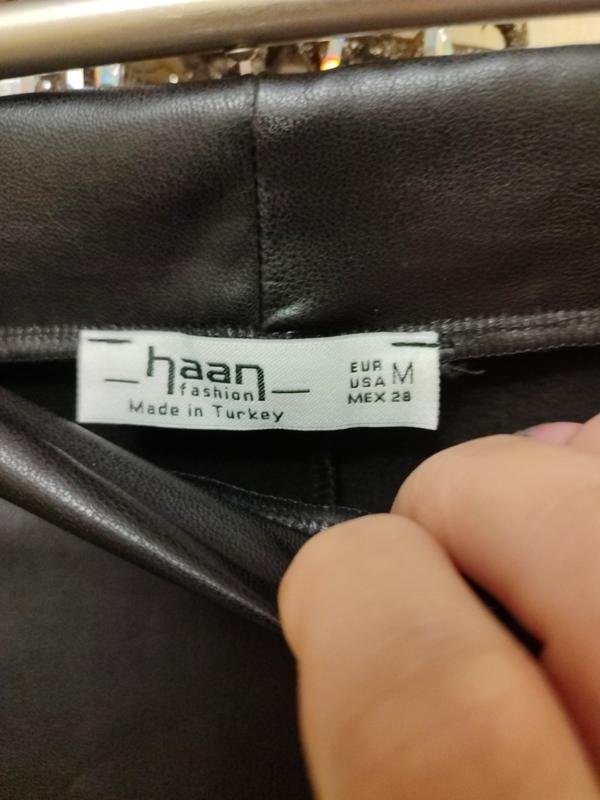 haan
fashion
Made in Turkey
EUR
USA M
MEX 28